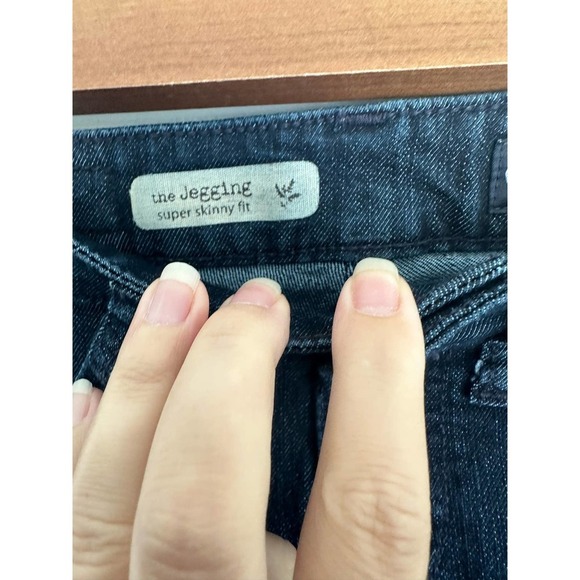 the Jegging
super skinny fit